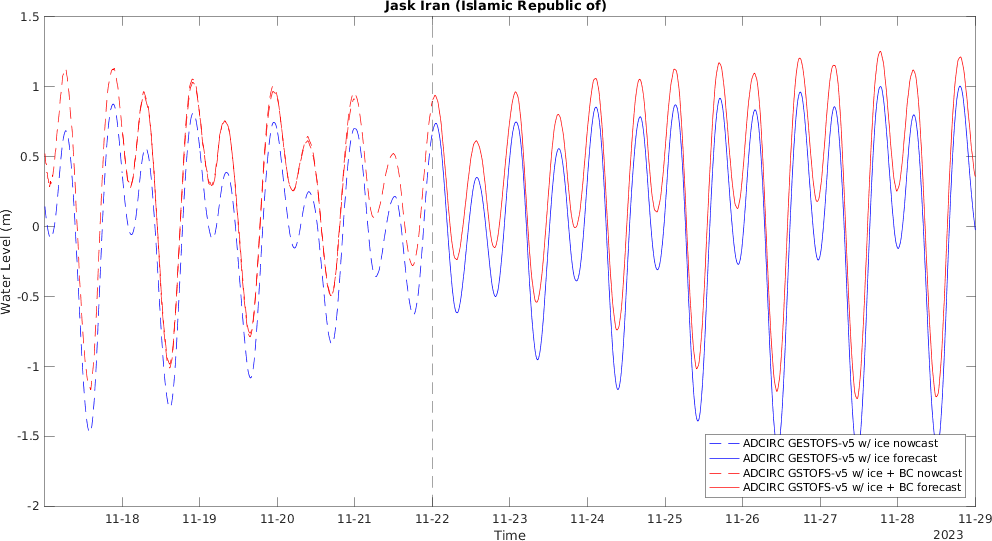 Jask Iran (Islamic Republic of)
1.5
1
0.5
0
-0.5
-1
-1.5
-2
Water Level (m)
11-18 11-19 11-20 11-21 11-22 11-23 11-24 11-25 11-26 11-27 11-28 11-29
Time
2023
ADCIRC GESTOFS-v5 w/ ice nowcast
ADCIRC GESTOFS-v5 w/ ice forecast
ADCIRC GSTOFS-v5 w/ ice + BC nowcast
ADCIRC GSTOFS-v5 w/ ice + BC forecast